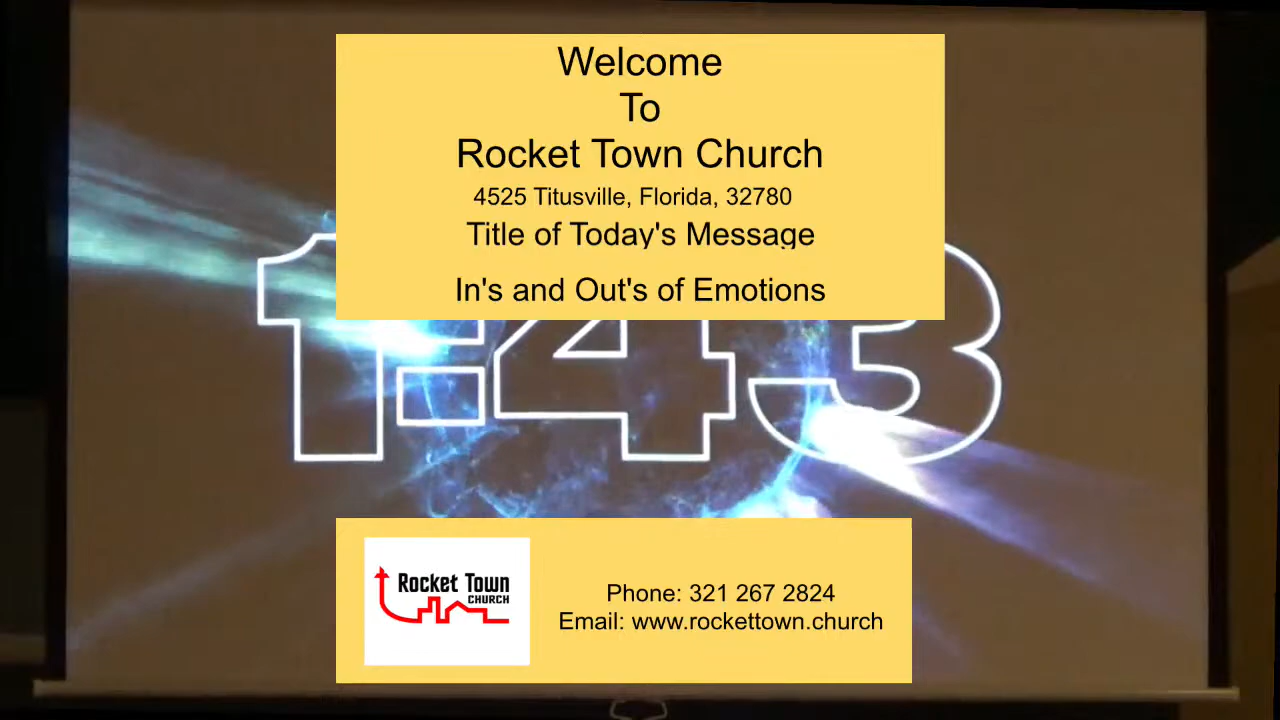 Welcome
To
Rocket Town Church
4525 Titusville, Florida, 32780
Title of Today's Message
In's and Out's of Emotions
1:43
Rocket Town
CHURCH
Phone: 321 267 2824
Email: www.rockettown.church